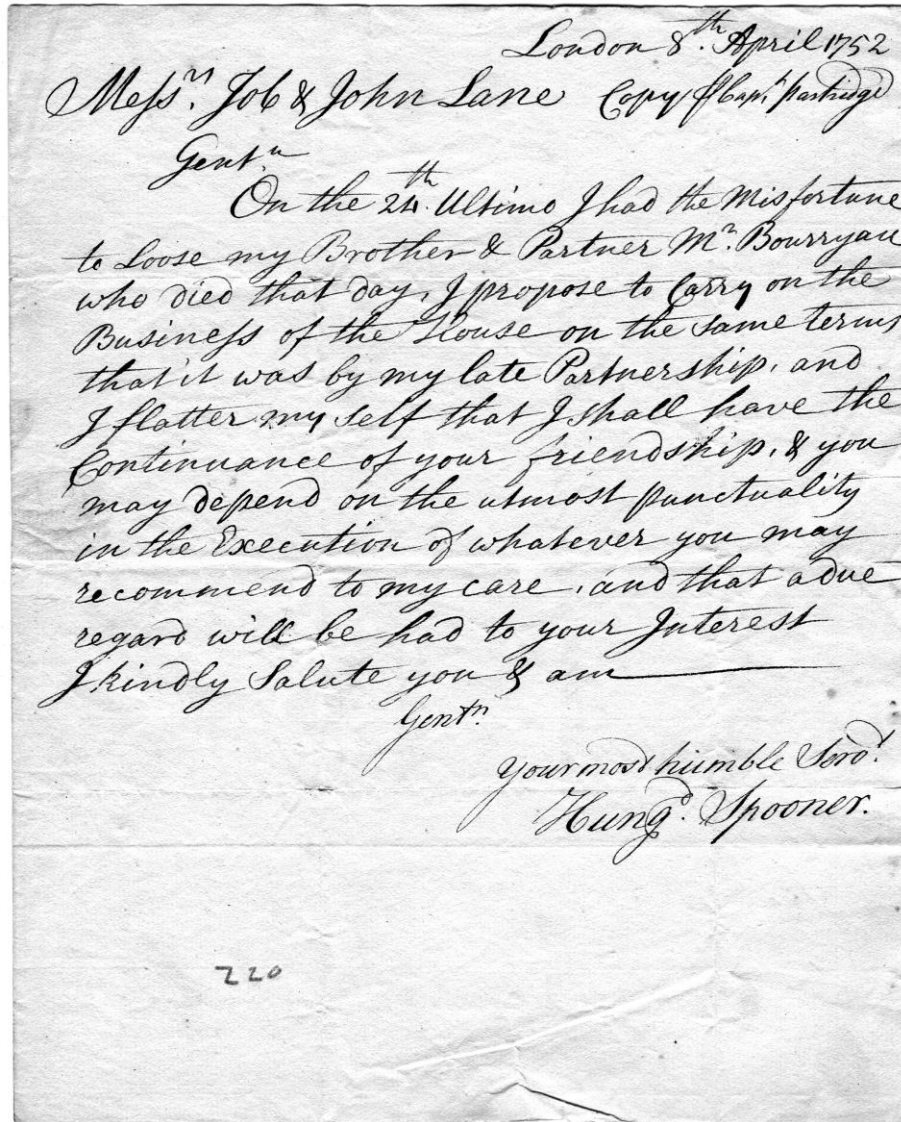 London 8.th April 1752
Messrs. Job & John Lane Copy ⅌ Capt. Partridge
Gentn.
On the 24.th Ultimo I had the Misfortune
to Loose my Brother & Partner Mr. Bourryau
who died that day, I propose to Carry on the
Business of the House on the same terms
that it was by my late Partnership, and
I flatter my self that I shall have the
Continuance of your friendship, & you
may depend on the utmost punctuality
in the Execution of whatever you may
recommend to my care, and that a due
regard will be had to your Interest
I kindly Salute you & am
Gentn.
your most humble Servt.
Hungd. Spooner.
220